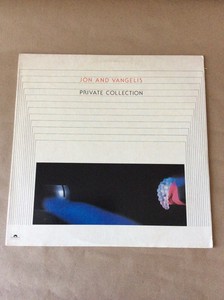 JON AND VANGELIS
PRIVATE COLLECTION